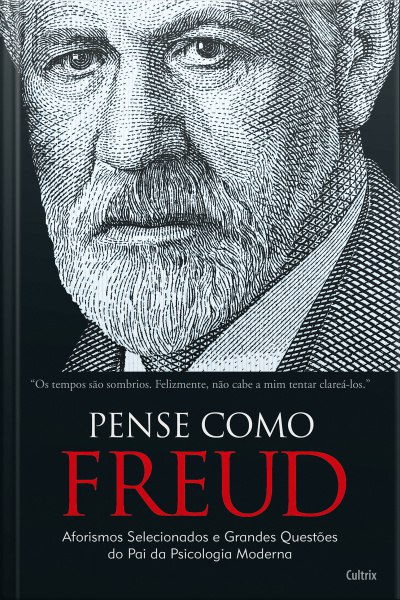 “Os tempos são sombrios. Felizmente, não cabe a mim tentar clareá-los.”
PENSE COMO
FREUD
Aforismos Selecionados e Grandes Questões
do Pai da Psicologia Moderna
Cultrix